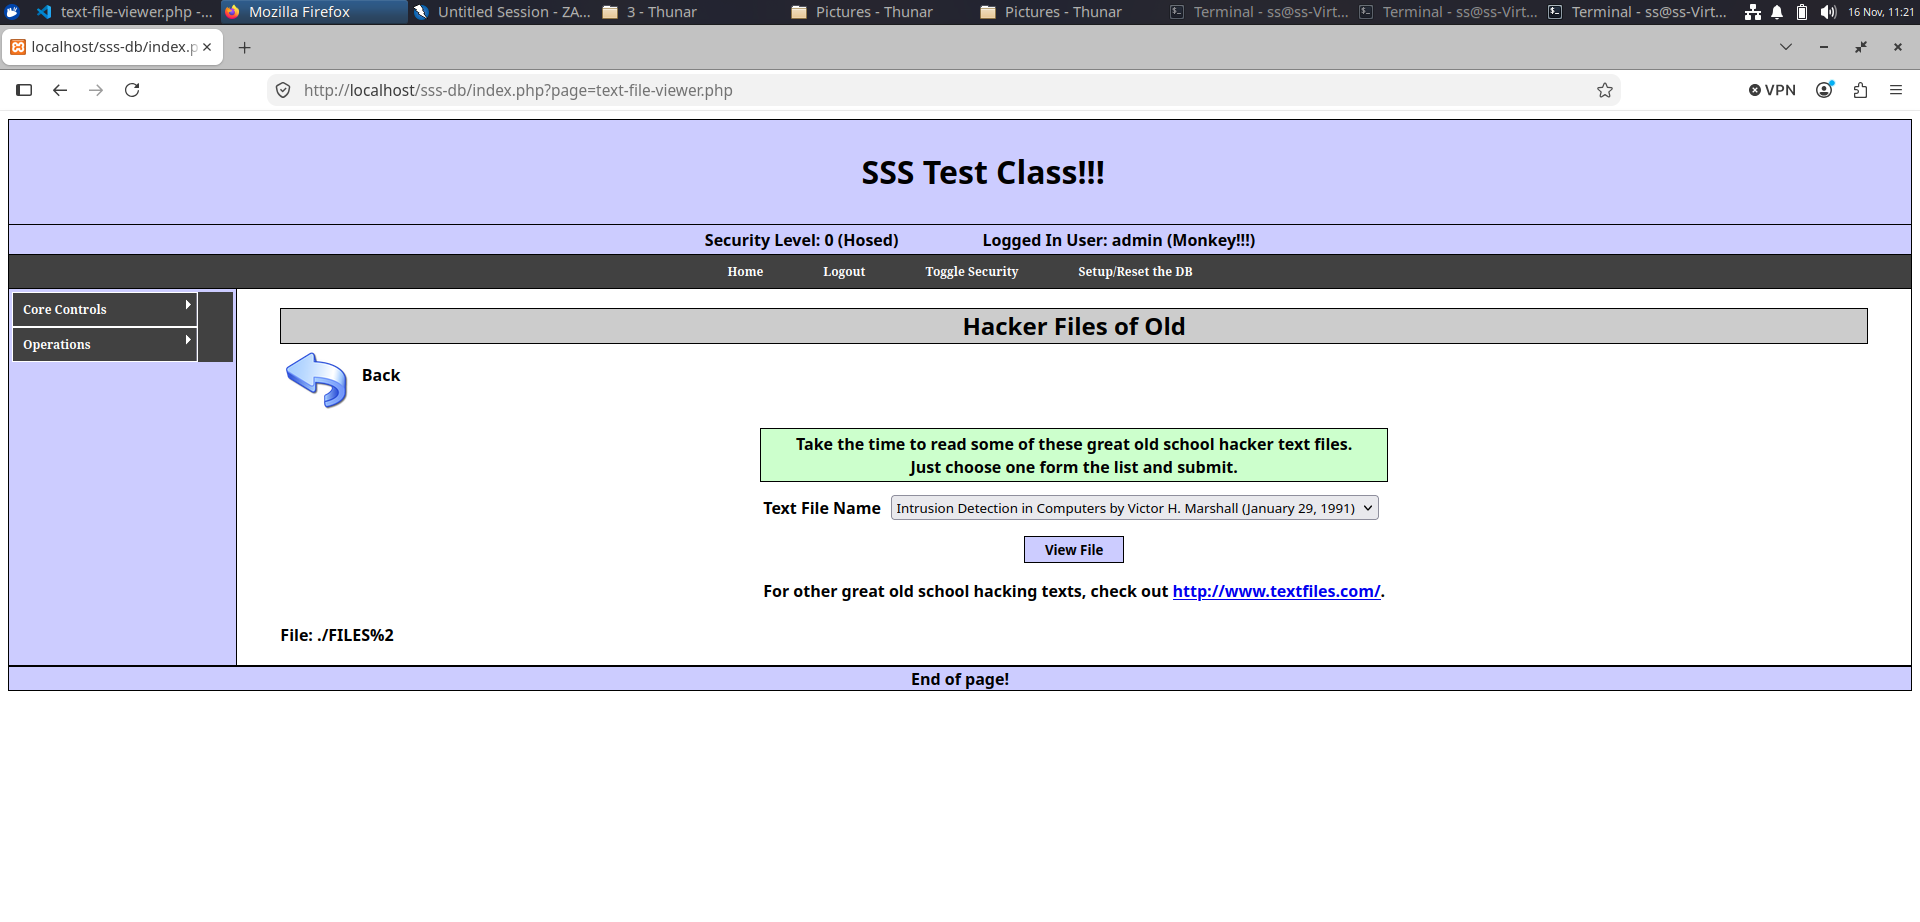 text-file-viewer.php -...
Mozilla Firefox
Untitled Session - ZA...
3 - Thunar
Pictures - Thunar
Pictures - Thunar
Terminal - ss@ss-Virt...
Terminal - ss@ss-Virt...
Terminal - ss@ss-Virt...
16 Nov, 11:21
localhost/sss-db/index.p
http://localhost/sss-db/index.php?page=text-file-viewer.php
VPN
SSS Test Class!!!
Security Level: 0 (Hosed)
Logged In User: admin (Monkey!!!)
Home
Logout
Toggle Security
Setup/Reset the DB
Core Controls
Operations
Hacker Files of Old
Back
Take the time to read some of these great old school hacker text files.
Just choose one form the list and submit.
Text File Name
Intrusion Detection in Computers by Victor H. Marshall (January 29, 1991)
View File
For other great old school hacking texts, check out http://www.textfiles.com/.
File: ./FILES%2
End of page!